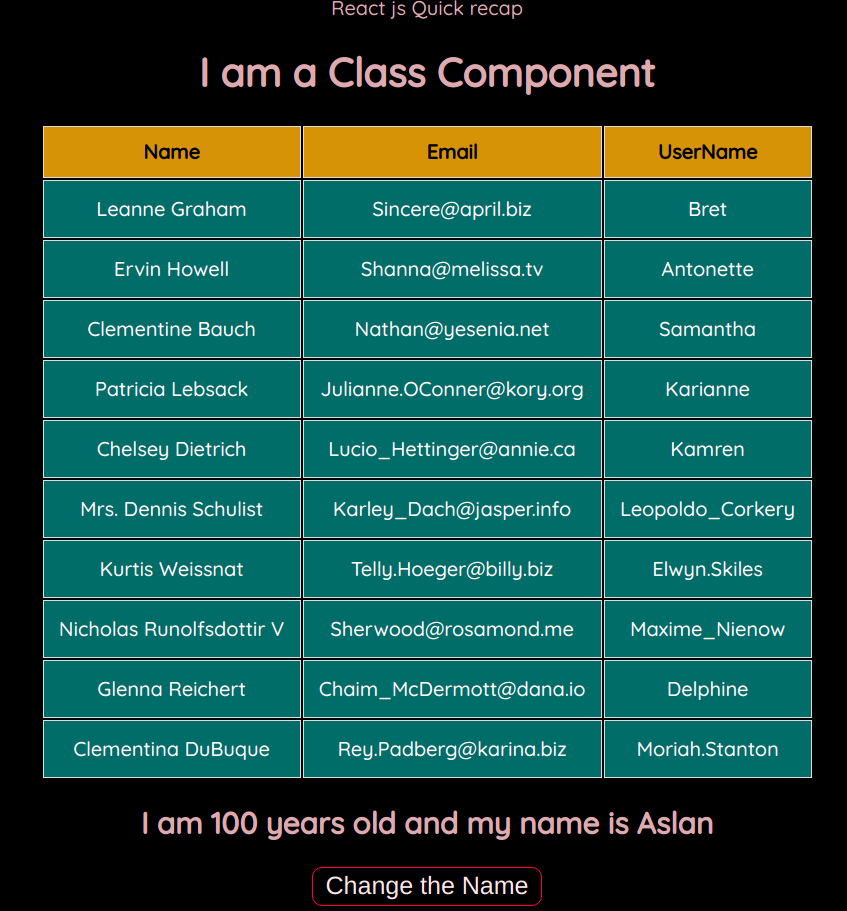 React js Quick recap
I am a Class Component
Name Email UserName
Leanne Graham Sincere@april.biz Bret
Ervin Howell Shanna@melissa.tv Antonette
Clementine Bauch Nathan@yesenia.net Samantha
Patricia Lebsack Julianne.OConner@kory.org Karianne
Chelsey Dietrich Lucio_Hettinger@annie.ca Kamren
Mrs. Dennis Schulist Karley_Dach@jasper.info Leopoldo_Corkery
Kurtis Weissnat Telly.Hoeger@billy.biz Elwyn.Skiles
Nicholas Runolfsdottir V Sherwood@rosamond.me Maxime_Nienow
Glenna Reichert Chaim_McDermott@dana.io Delphine
Clementina DuBuque Rey.Padberg@karina.biz Moriah.Stanton
I am 100 years old and my name is Aslan
Change the Name